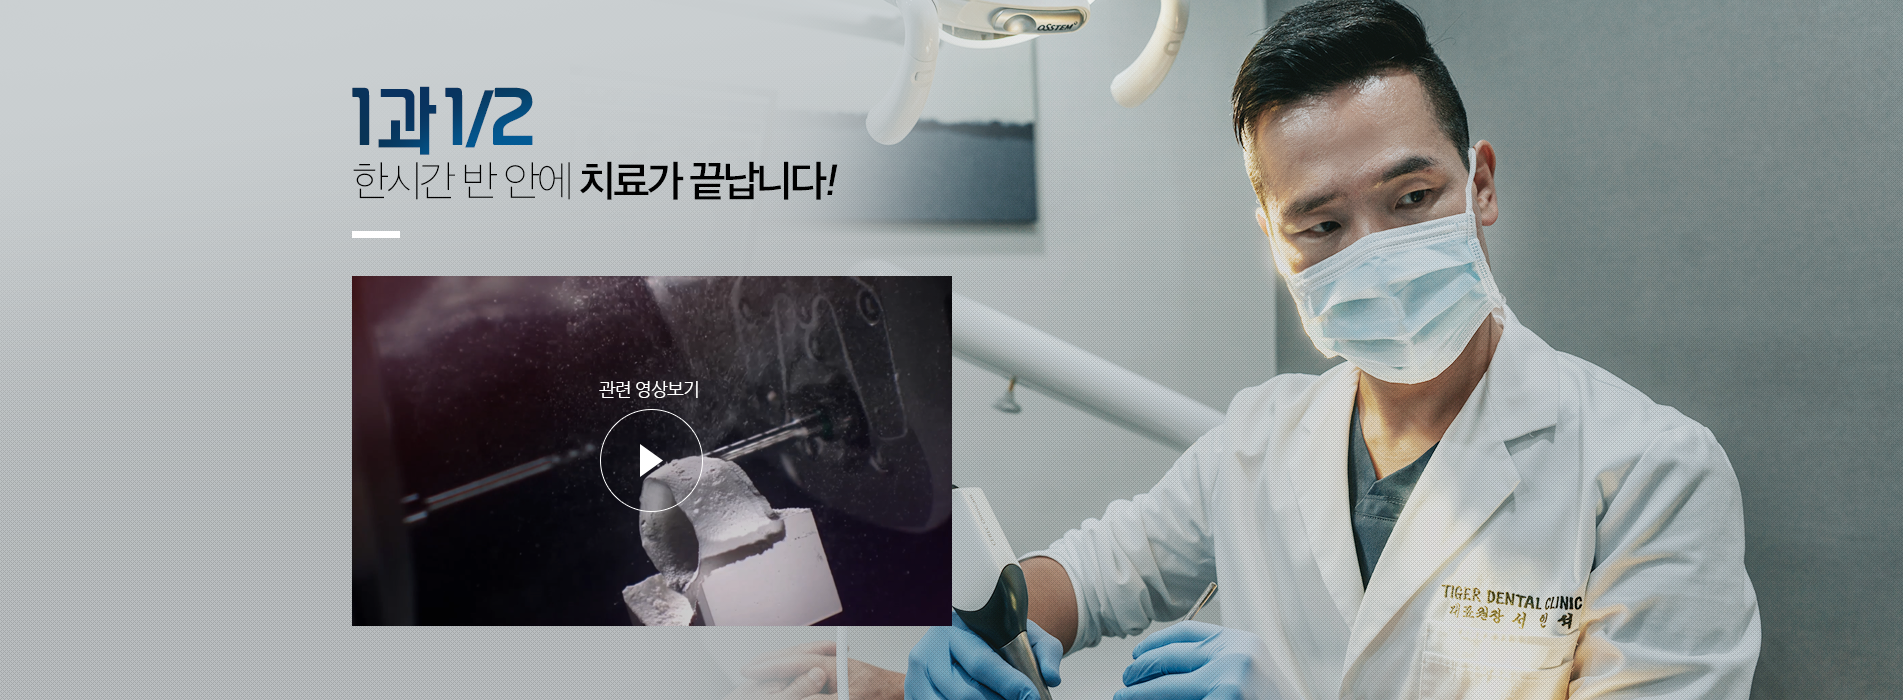 OSSTEM
1과 1/2
한시간 반 안에 치료가 끝납니다!
관련 영상보기
TIGER DENTAL CLINIC
대표원장 서 인 석